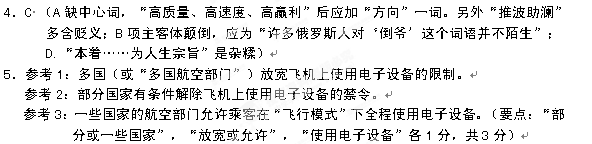 4．C·（A 缺中心词，“高质量、高速度、高赢利”后应加“方向”一词。另外“推波助澜”
多含贬义；B 项主客体颠倒，应为“许多俄罗斯人对‘倒爷’这个词语并不陌生”；
D.“本着……为人生宗旨”是杂糅）
5．参考 1：多国（或“多国航空部门”）放宽飞机上使用电子设备的限制。
参考 2：部分国家有条件解除飞机上使用电子设备的禁令。
参考 3：一些国家的航空部门允许乘客在“飞行模式”下全程使用电子设备。（要点：“部
分或一些国家”，“放宽或允许”，“使用电子设备”各 1 分，共 3 分）